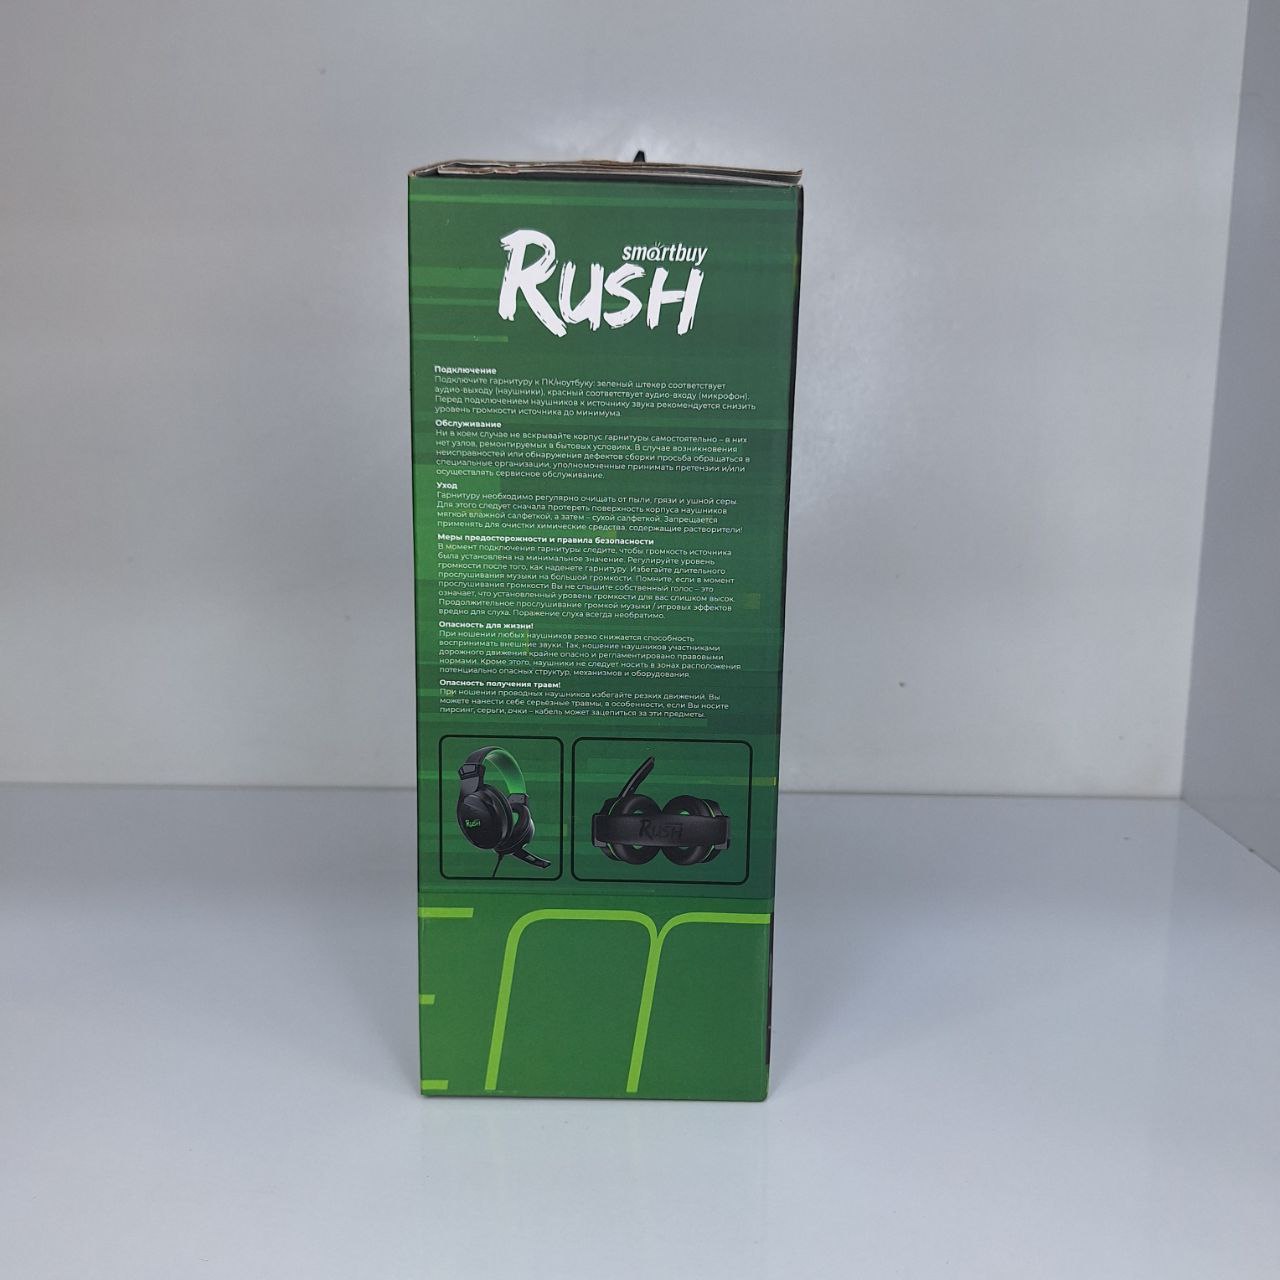 smartbuy
RUSH
Подключение
Подключите гарнитуру к ПК/ноутбуку: зеленый штекер соответствует
аудио-выходу (наушники), красный соответствует аудио-входу (микрофон).
Перед подключением наушников к источнику звука рекомендуется снизить
уровень громкости источника до минимума.
Обслуживание
Ни в коем случае не вскрывайте корпус гарнитуры самостоятельно – в них
нет узлов, ремонтируемых в бытовых условиях. В случае возникновения
неисправностей или обнаружения дефектов сборки просьба обращаться в
специальные организации, уполномоченные принимать претензии и/или
осуществлять сервисное обслуживание.
Уход
Гарнитуру необходимо регулярно очищать от пыли, грязи и ушной серы.
Для этого следует сначала протереть поверхность корпуса наушников
мягкой влажной салфеткой, а затем – сухой салфеткой. Запрещается
применять для очистки химические средства, содержащие растворители!
Меры предосторожности и правила безопасности
В момент подключения гарнитуры следите, чтобы громкость источника
была установлена на минимальное значение. Регулируйте уровень
громкости после того, как наденете гарнитуру. Избегайте длительного
прослушивания музыки на большой громкости. Помните, если в момент
прослушивания громкости Вы не слышите собственный голос – это
означает, что установленный уровень громкости для вас слишком высок.
Продолжительное прослушивание громкой музыки / игровых эффектов
вредно для слуха. Поражение слуха всегда необратимо.
Опасность для жизни!
При ношении любых наушников резко снижается способность
воспринимать внешние звуки. Так, ношение наушников участниками
дорожного движения крайне опасно и регламентировано правовыми
нормами. Кроме этого, наушники не следует носить в зонах расположения
потенциально опасных структур, механизмов и оборудования.
Опасность получения травм!
При ношении проводных наушников избегайте резких движений. Вы
можете нанести себе серьезные травмы, в особенности, если Вы носите
пирсинг, серьги, очки – кабель может зацепиться за эти предметы.
RUSH
RUSH